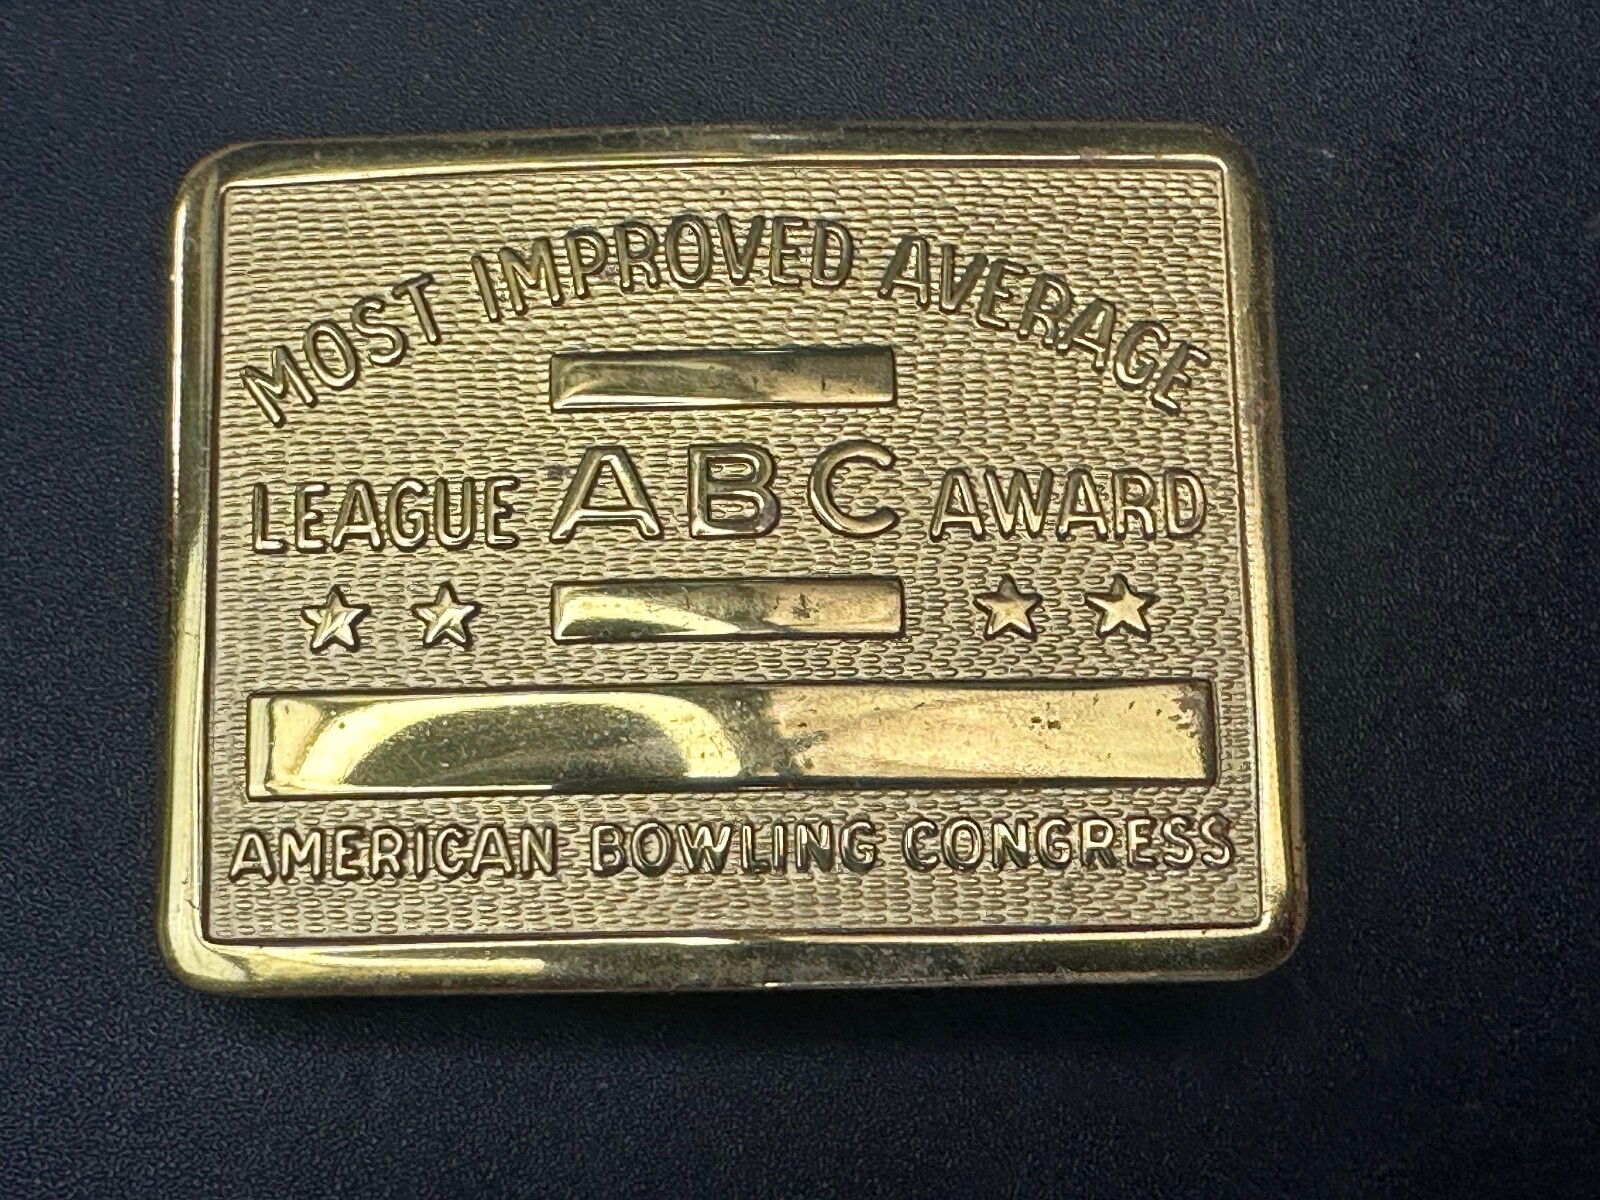 MOST IMPROVED AVERAGE
LEAGUE ABC AWARD
AMERICAN BOWLING CONGRESS